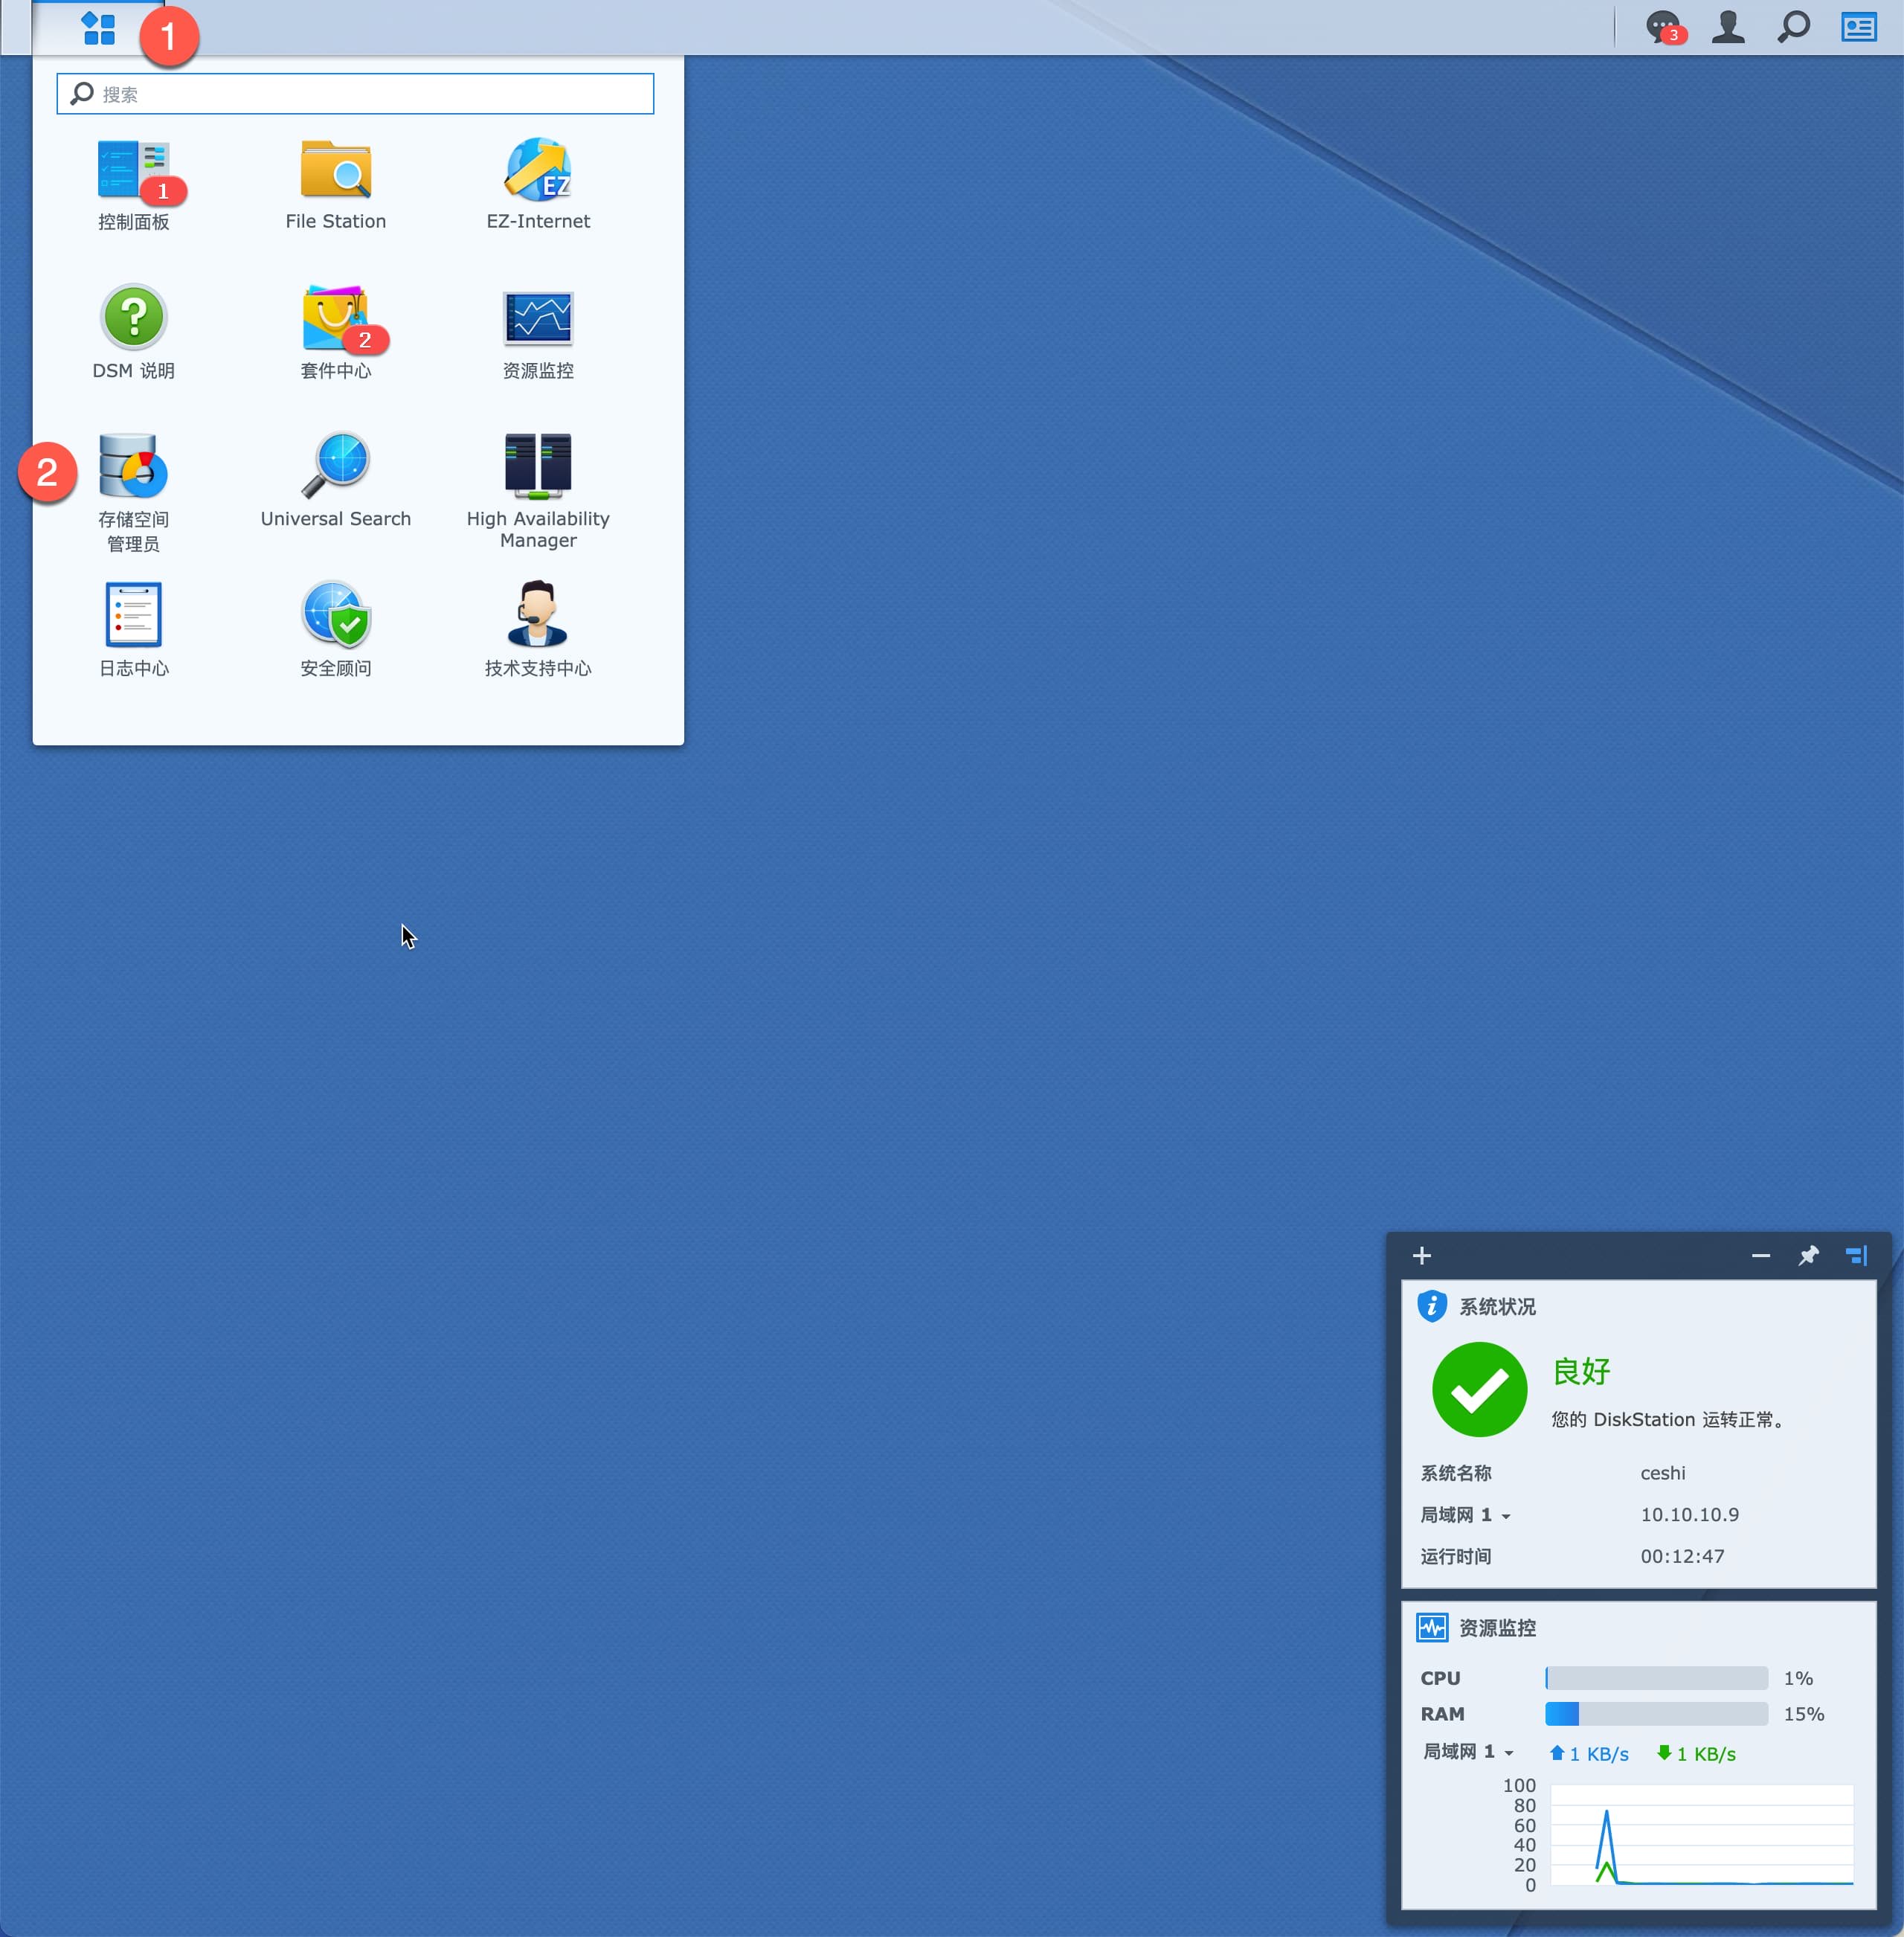 1
3
搜索
1
控制面板
File Station
EZ
EZ-Internet
DSM 说明
2
套件中心
资源监控
2
存储空间
管理员
Universal Search
High Availability
Manager
日志中心
安全顾问
技术支持中心
系统状况
良好
您的 DiskStation 运转正常。
系统名称 ceshi
局域网 1 10.10.10.9
运行时间 00:12:47
资源监控
CPU 1%
RAM 15%
局域网 1 1 KB/s 1 KB/s
100
80
60
40
20
0